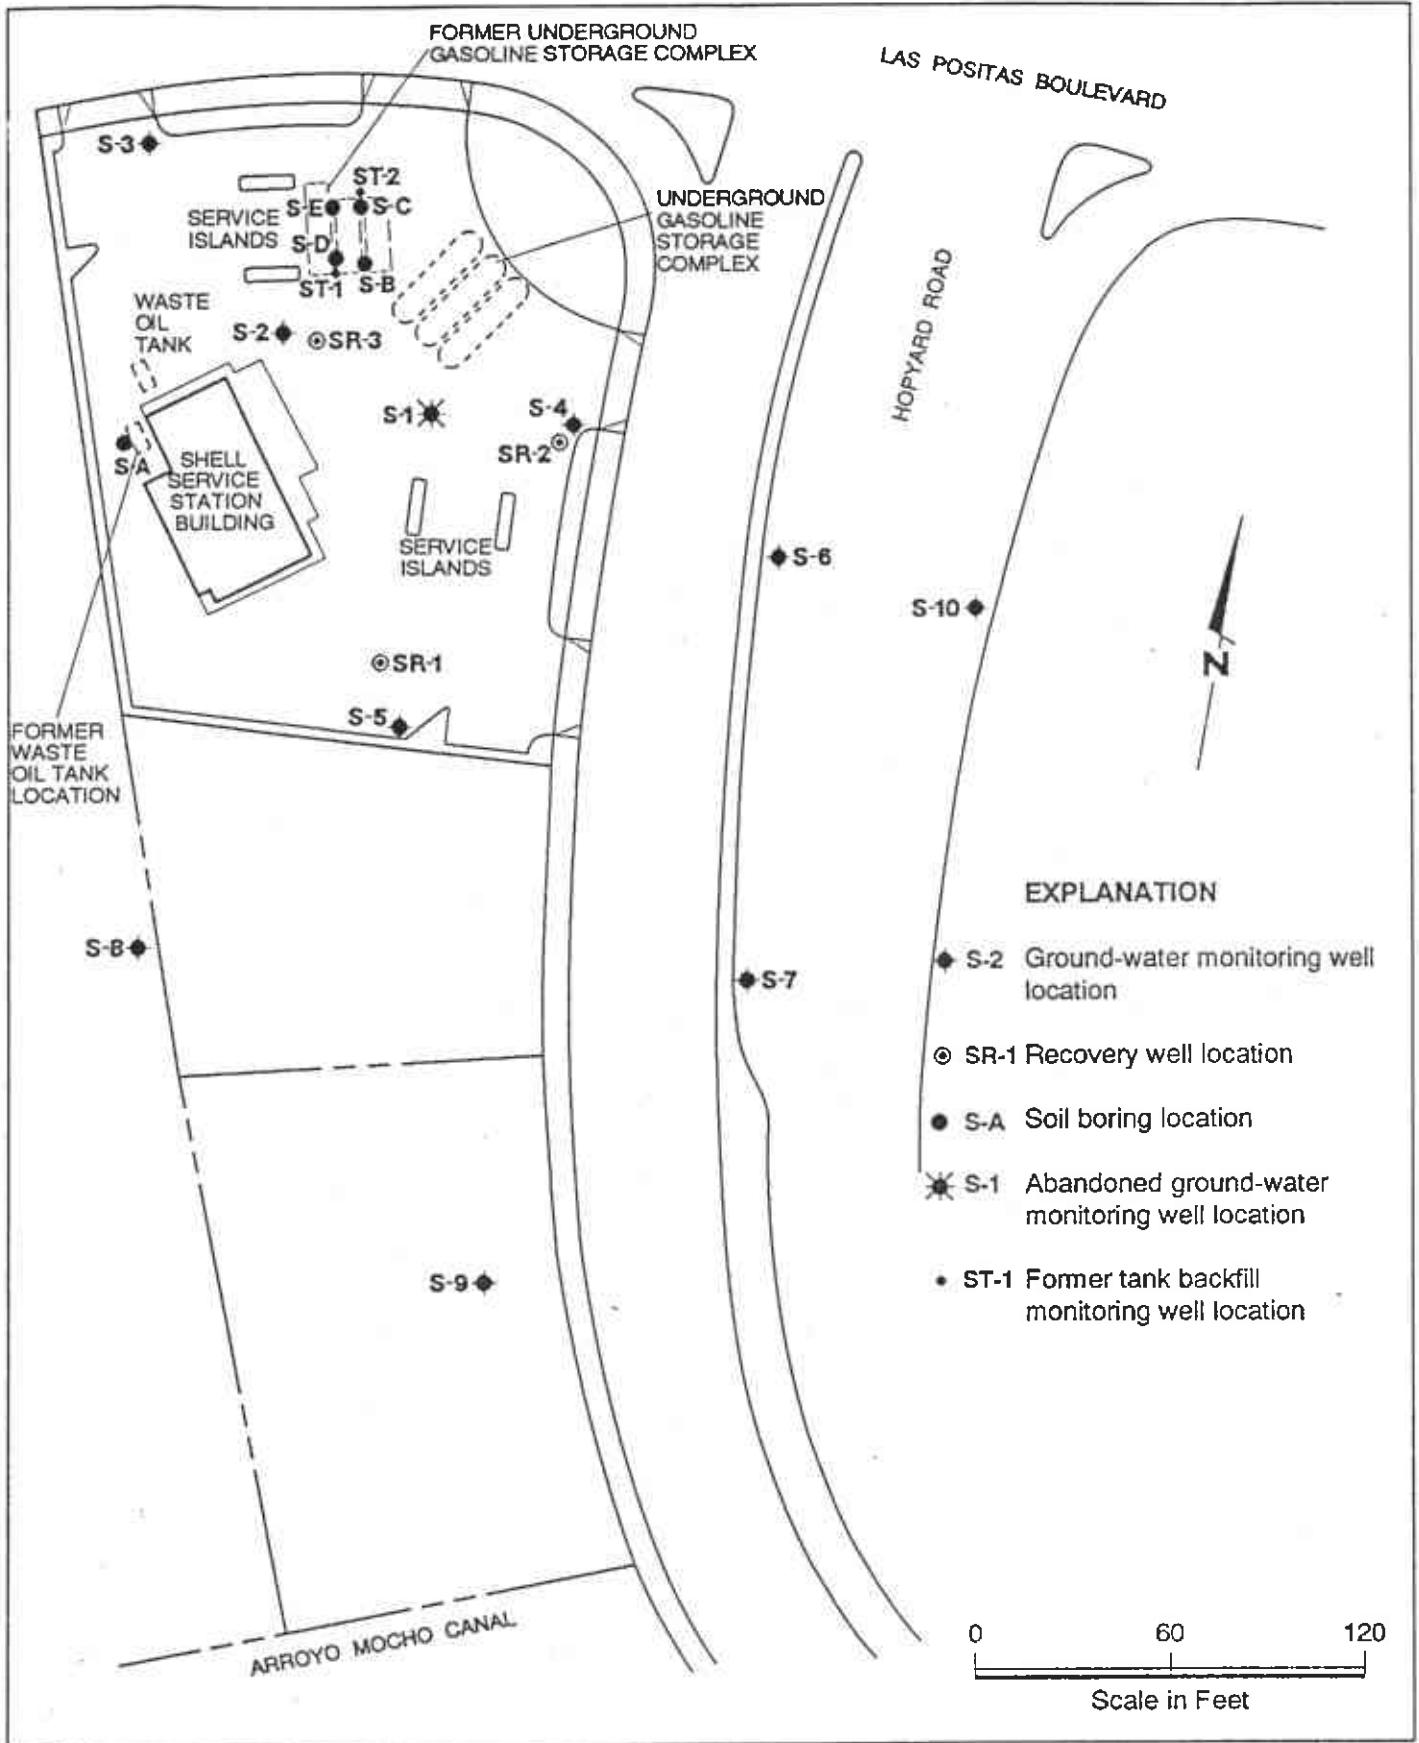 FORMER UNDERGROUND
GASOLINE STORAGE COMPLEX
LAS POSITAS BOULEVARD
S-3
ST-2
S-E
S-C
SERVICE
ISLANDS
S-D
ST-1
S-B
UNDERGROUND
GASOLINE
STORAGE
COMPLEX
HOPYARD ROAD
WASTE
OIL
TANK
S-2
SR-3
S-1
S-4
SR-2
S-A
SHELL
SERVICE
STATION
BUILDING
SERVICE
ISLANDS
S-6
S-10
N
SR-1
S-5
FORMER
WASTE
OIL TANK
LOCATION
S-8
S-7
S-9
ARROYO MOCHO CANAL
EXPLANATION
S-2 Ground-water monitoring well
location
SR-1 Recovery well location
S-A Soil boring location
S-1 Abandoned ground-water
monitoring well location
ST-1 Former tank backfill
monitoring well location
0 60 120
Scale in Feet